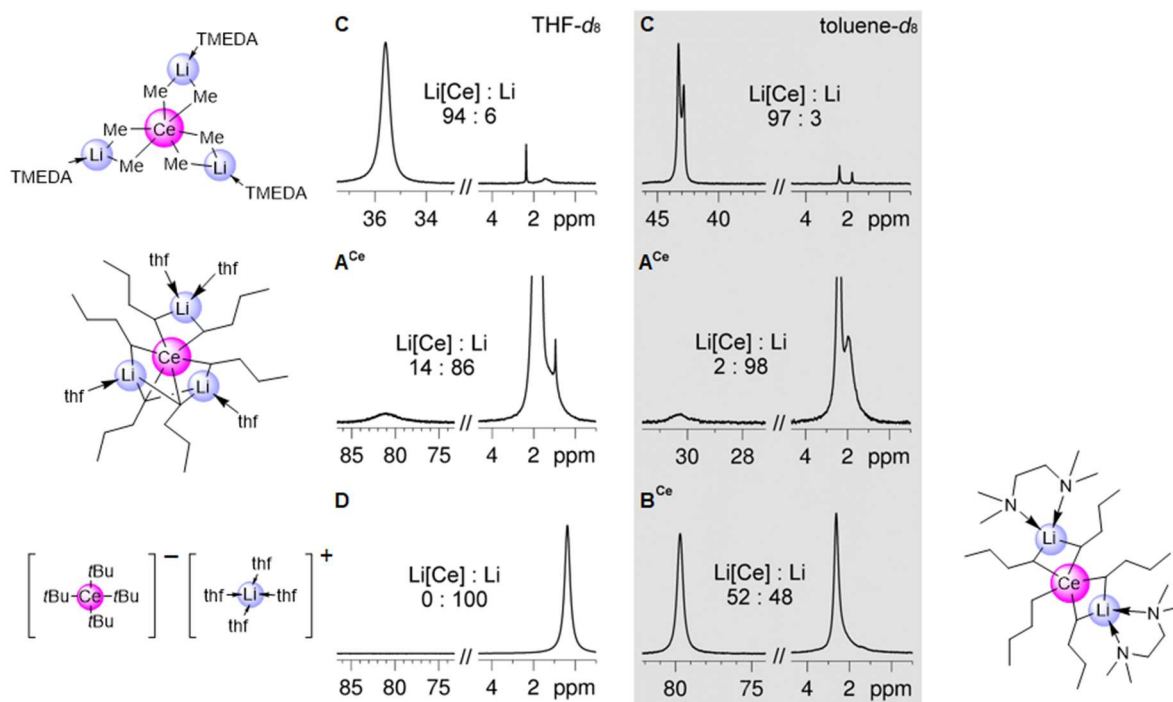 C THF-d8
Li[Ce] : Li
94 : 6
36 34 4 2 ppm
C toluene-d8
Li[Ce] : Li
97 : 3
45 40 4 2 ppm
TMEDA
Li
Me Me
Me Ce Me
Li Me Me Li
TMEDA TMEDA
A^Ce
Li[Ce] : Li
14 : 86
85 80 75 4 2 ppm
A^Ce
Li[Ce] : Li
2 : 98
30 28 4 2 ppm
thf thf
Li
Ce
Li Li
thf thf
D
Li[Ce] : Li
0 : 100
85 80 75 4 2 ppm
B^Ce
Li[Ce] : Li
52 : 48
80 75 4 2 ppm
− +
tBu thf
tBu Ce tBu thf Li thf
tBu thf
N N
Li
Ce
Li N
N